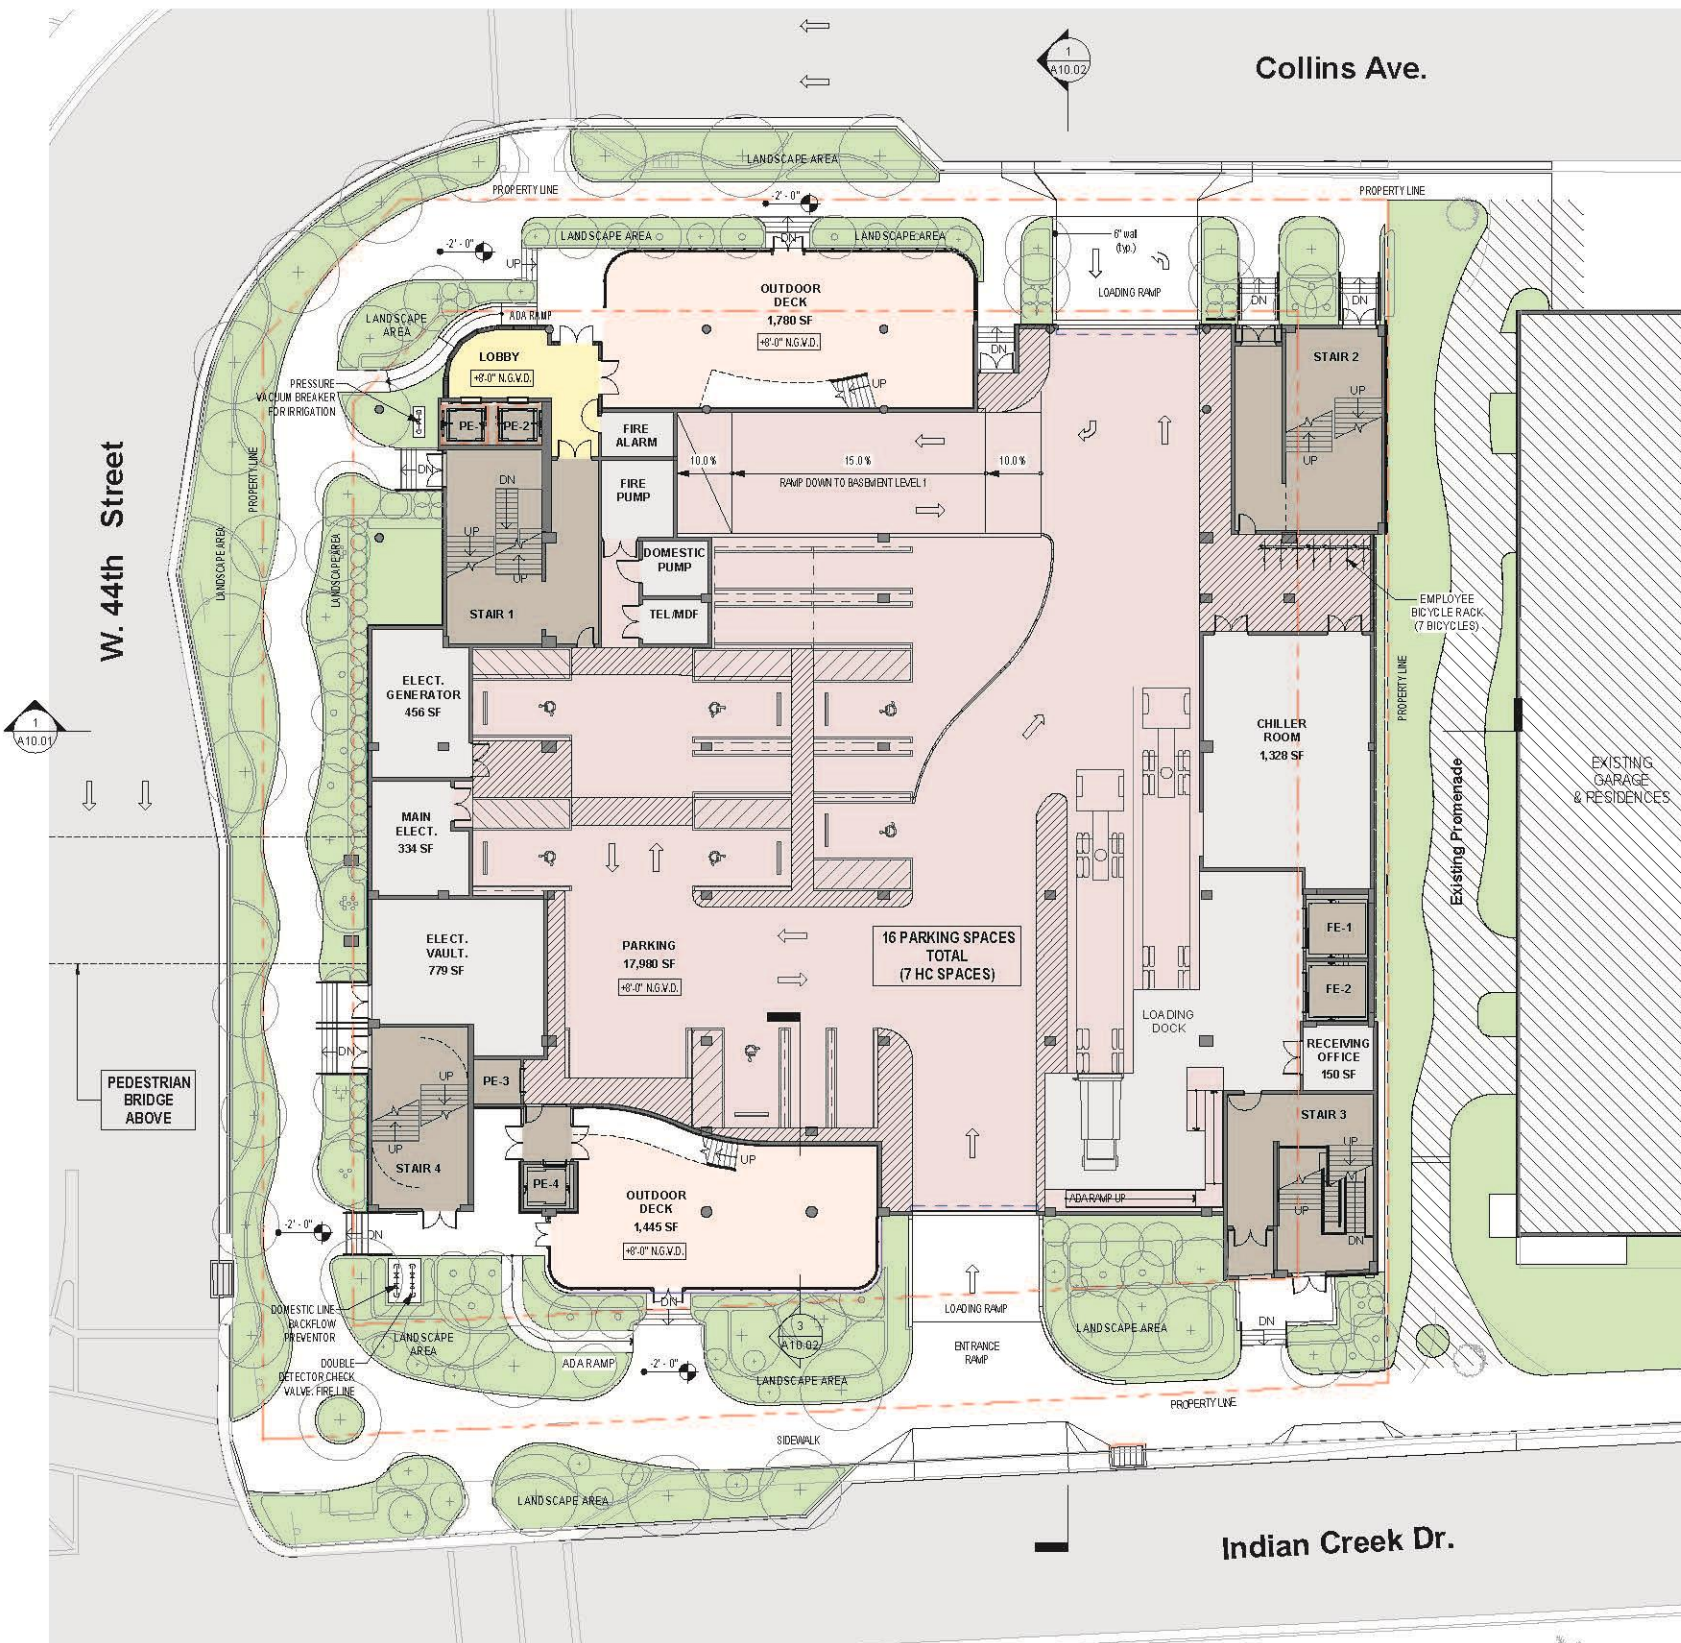 Collins Ave.
1
A10.02
LANDSCAPE AREA
PROPERTY LINE
-2' - 0"
PROPERTY LINE
-2' - 0"
LANDSCAPE AREA
DN
LANDSCAPE AREA
6" wall
(typ.)
UP
LOADING RAMP
DN
DN
OUTDOOR
DECK
1,780 SF
+8'-0" N.G.V.D.
LANDSCAPE
AREA
ADA RAMP
LOBBY
+8'-0" N.G.V.D.
DN
STAIR 2
UP
UP
UP
PRESSURE
VACUUM BREAKER
FOR IRRIGATION
PE-1
PE-2
FIRE
ALARM
10.0%
15.0%
10.0%
RAMP DOWN TO BASEMENT LEVEL 1
FIRE
PUMP
W. 44th Street
PROPERTY LINE
DN
DN
UP
UP
STAIR 1
LANDSCAPE AREA
LANDSCAPE AREA
DOMESTIC
PUMP
TEL/MDF
EMPLOYEE
BICYCLE RACK
(7 BICYCLES)
PROPERTY LINE
ELECT.
GENERATOR
456 SF
CHILLER
ROOM
1,328 SF
1
A10.01
EXISTING
GARAGE
& RESIDENCES
Existing Promenade
MAIN
ELECT.
334 SF
ELECT.
VAULT.
779 SF
PARKING
17,980 SF
+8'-0" N.G.V.D.
16 PARKING SPACES
TOTAL
(7 HC SPACES)
FE-1
FE-2
LOADING
DOCK
RECEIVING
OFFICE
150 SF
DN
PEDESTRIAN
BRIDGE
ABOVE
PE-3
UP
UP
STAIR 4
STAIR 3
UP
UP
DN
UP
PE-4
OUTDOOR
DECK
1,445 SF
+8'-0" N.G.V.D.
ADA RAMP UP
-2' - 0"
DN
DN
LOADING RAMP
DOMESTIC LINE
BACKFLOW
PREVENTOR
LANDSCAPE
AREA
3
A10.02
LANDSCAPE AREA
DN
ENTRANCE
RAMP
DOUBLE
DETECTOR CHECK
VALVE, FIRE LINE
ADA RAMP
-2' - 0"
LANDSCAPE AREA
PROPERTY LINE
SIDEWALK
LANDSCAPE AREA
Indian Creek Dr.